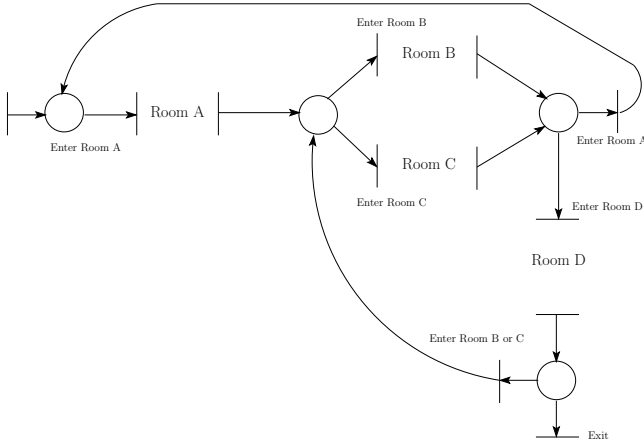 Enter Room B
Room B
Room A
Enter Room A
Enter Room A
Room C
Enter Room C
Enter Room D
Room D
Enter Room B or C
Exit